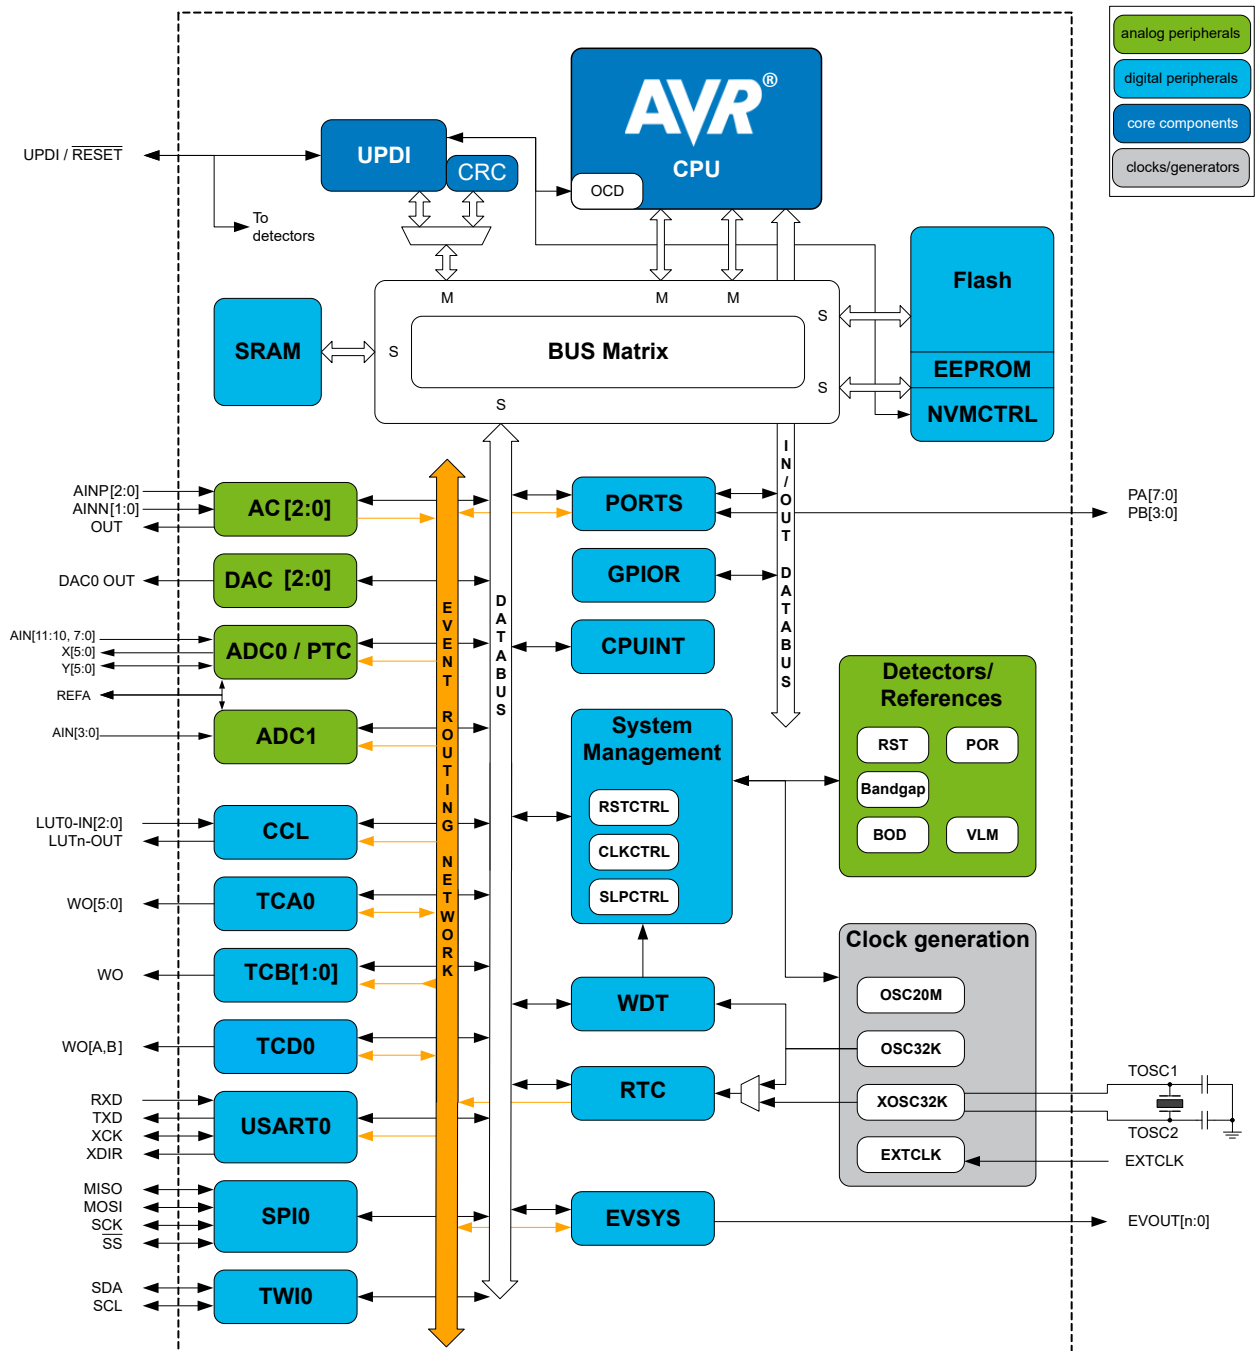 analog peripherals
digital peripherals
core components
clocks/generators
AVR®
CPU
OCD
UPDI
CRC
UPDI / RESET
To
detectors
Flash
EEPROM
NVMCTRL
SRAM
M
M
M
S
S
S
S
BUS Matrix
IN/OUT DATABUS
DATABUS
EVENT ROUTING NETWORK
AINP[2:0]
AINN[1:0]
OUT
AC [2:0]
PORTS
PA[7:0]
PB[3:0]
DAC0 OUT
DAC [2:0]
GPIOR
AIN[11:10, 7:0]
X[5:0]
Y[5:0]
ADC0 / PTC
CPUINT
REFA
AIN[3:0]
ADC1
System
Management
RSTCTRL
CLKCTRL
SLPCTRL
Detectors/
References
RST
POR
Bandgap
BOD
VLM
LUT0-IN[2:0]
LUTn-OUT
CCL
WO[5:0]
TCA0
WO
TCB[1:0]
WDT
Clock generation
OSC20M
OSC32K
XOSC32K
EXTCLK
WO[A,B]
TCD0
RTC
TOSC1
TOSC2
EXTCLK
RXD
TXD
XCK
XDIR
USART0
MISO
MOSI
SCK
SS
SPI0
EVSYS
EVOUT[n:0]
SDA
SCL
TWI0